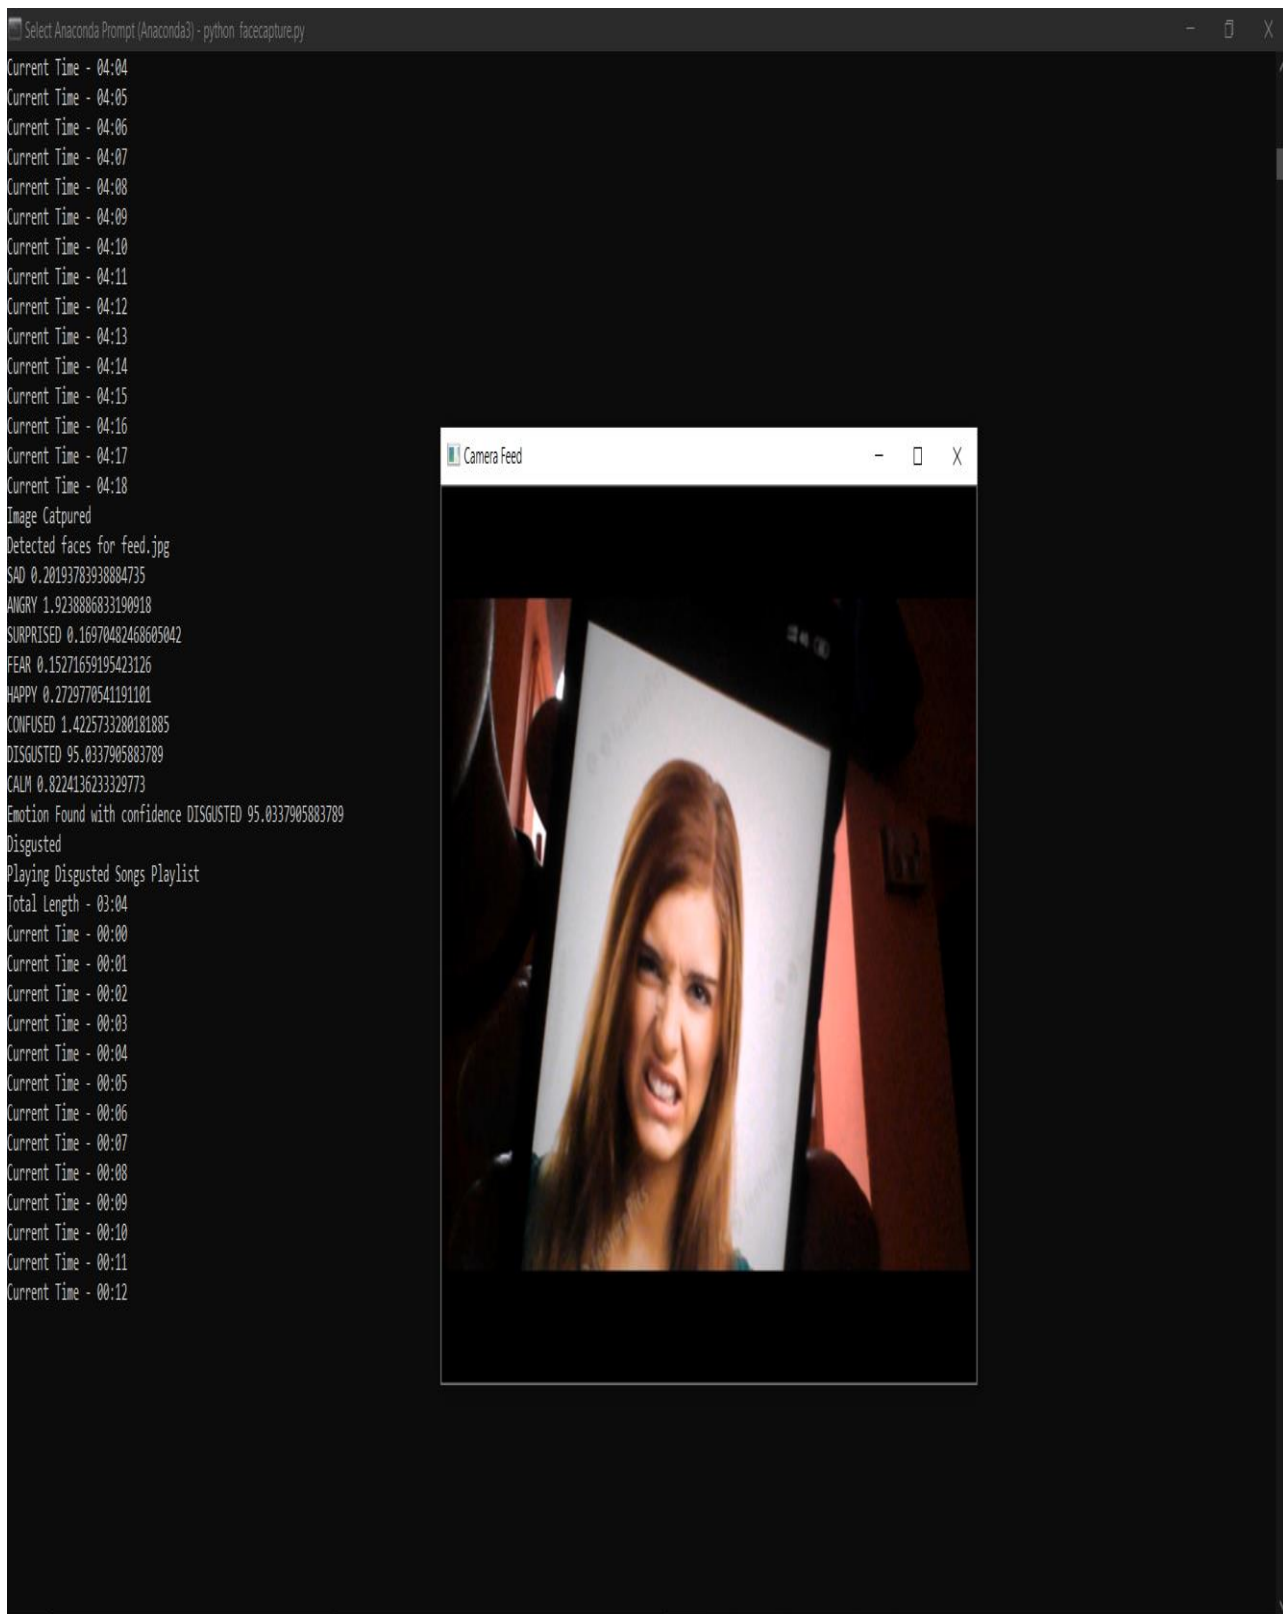 Select Anaconda Prompt (Anaconda3) - python facecapture.py
Current Time - 04:04
Current Time - 04:05
Current Time - 04:06
Current Time - 04:07
Current Time - 04:08
Current Time - 04:09
Current Time - 04:10
Current Time - 04:11
Current Time - 04:12
Current Time - 04:13
Current Time - 04:14
Current Time - 04:15
Current Time - 04:16
Current Time - 04:17
Current Time - 04:18
Image Catpured
Detected faces for feed.jpg
SAD 0.20193783938884735
ANGRY 1.9238886833190918
SURPRISED 0.16970482468605042
FEAR 0.15271659195423126
HAPPY 0.2729770541191101
CONFUSED 1.4225733280181885
DISGUSTED 95.0337905883789
CALM 0.8224136233329773
Emotion Found with confidence DISGUSTED 95.0337905883789
Disgusted
Playing Disgusted Songs Playlist
Total Length - 03:04
Current Time - 00:00
Current Time - 00:01
Current Time - 00:02
Current Time - 00:03
Current Time - 00:04
Current Time - 00:05
Current Time - 00:06
Current Time - 00:07
Current Time - 00:08
Current Time - 00:09
Current Time - 00:10
Current Time - 00:11
Current Time - 00:12
Camera Feed